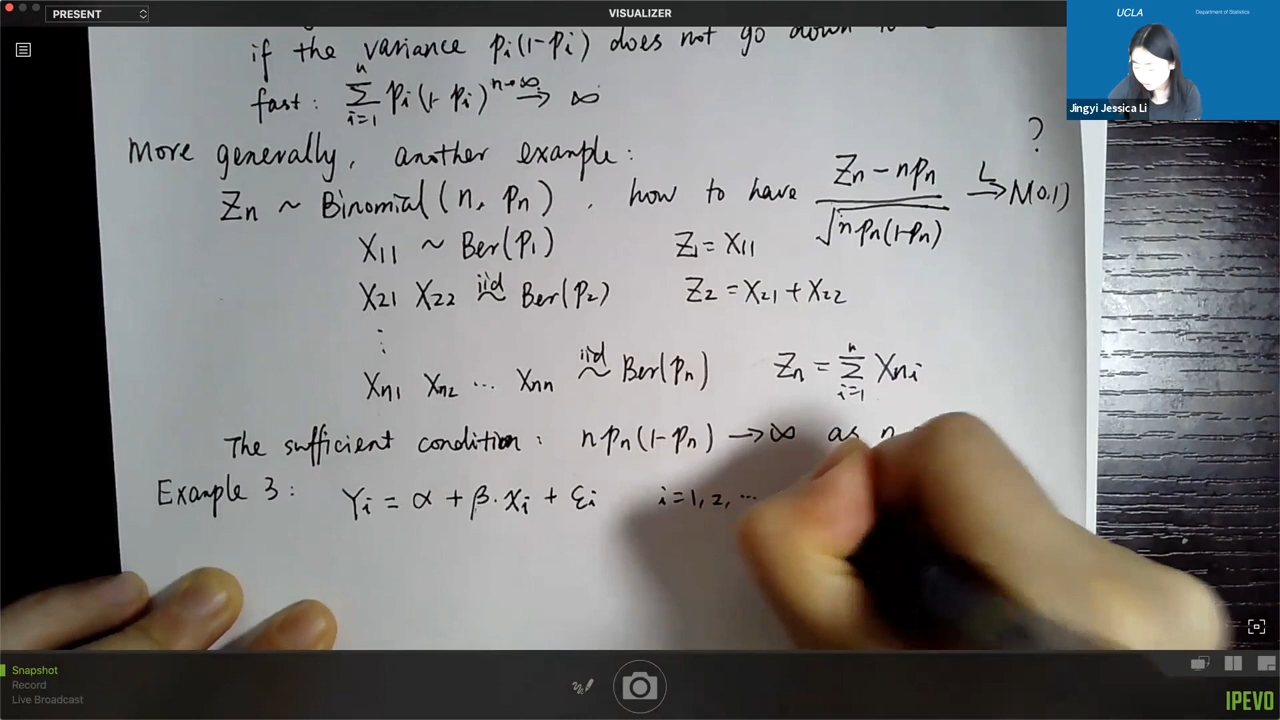 PRESENT
VISUALIZER
UCLA
Department of Statistics
Jingyi Jessica Li
if the variance pi(1-pi) does not go down to
fast: ∑_{i=1}^{n} pi(1-pi) →^{n→∞} ∞
More generally, another example:
Zn ~ Binomial(n, pn), how to have (Zn - npn)/√(npn(1-pn)) →^L N(0,1) ?
X11 ~ Ber(p1) Z1 = X11
X21 X22 iid~ Ber(p2) Z2 = X21 + X22
⋮
Xn1 Xn2 ... Xnn iid~ Ber(pn) Zn = ∑_{i=1}^{n} Xni
The sufficient condition: npn(1-pn) → ∞ as n
Example 3: Yi = α + β·xi + εi i=1, 2, ...
Snapshot
Record
Live Broadcast
IPEVO